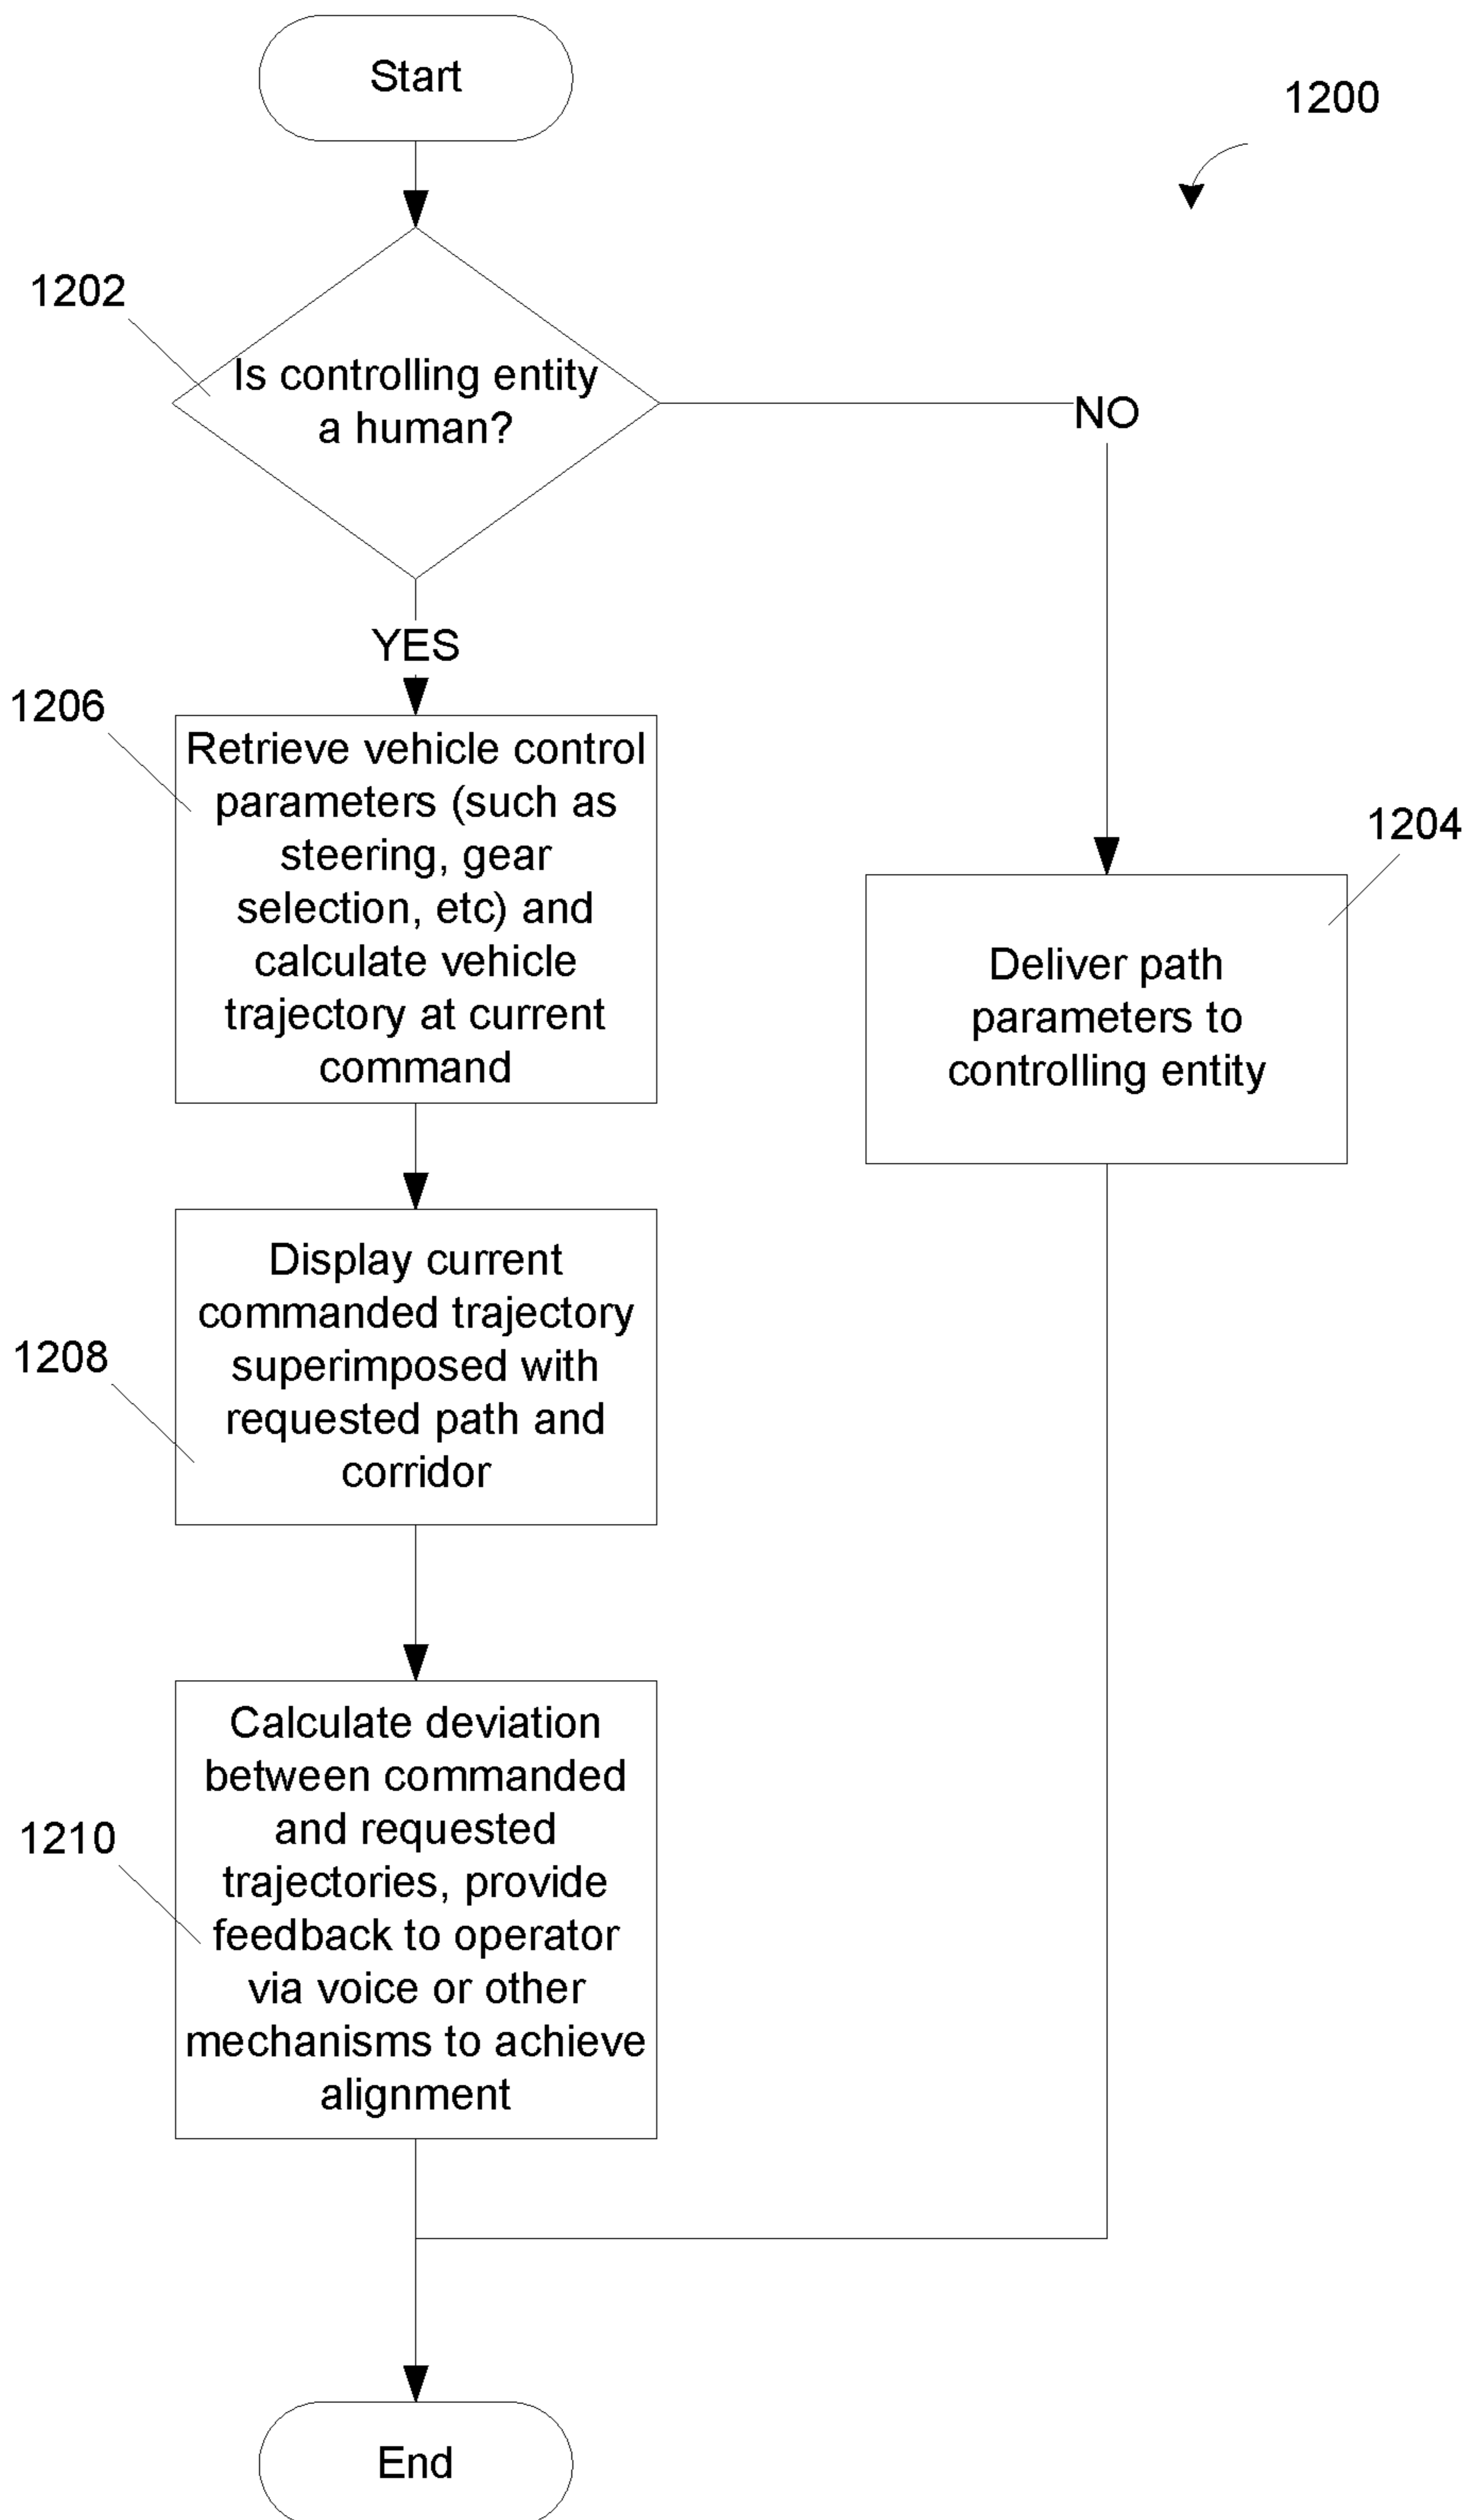 Start
1200
1202
Is controlling entity
a human?
NO
YES
1206
Retrieve vehicle control
parameters (such as
steering, gear
selection, etc) and
calculate vehicle
trajectory at current
command
1204
Deliver path
parameters to
controlling entity
1208
Display current
commanded trajectory
superimposed with
requested path and
corridor
1210
Calculate deviation
between commanded
and requested
trajectories, provide
feedback to operator
via voice or other
mechanisms to achieve
alignment
End